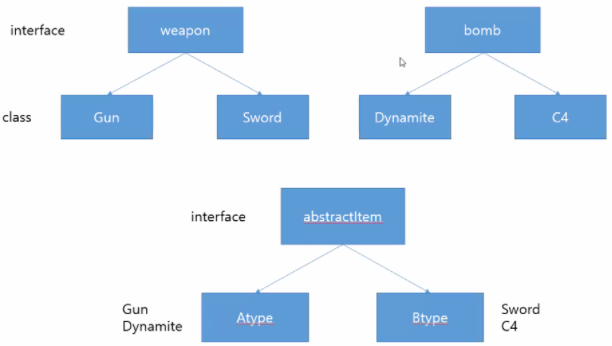 interface
weapon
bomb
class
Gun
Sword
Dynamite
C4
interface
abstractItem
Gun
Dynamite
Atype
Btype
Sword
C4